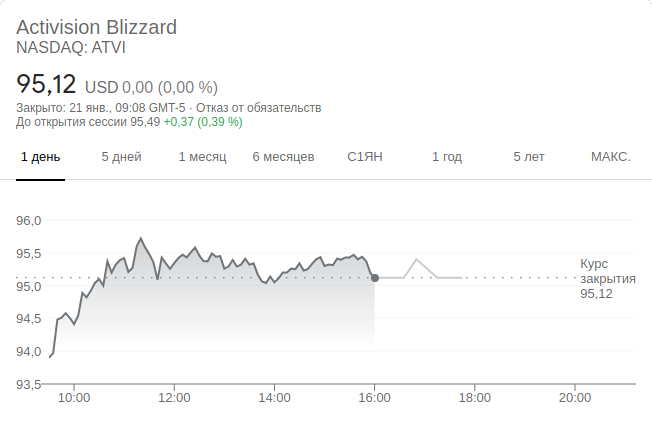 Activision Blizzard
NASDAQ: ATVI
95,12 USD 0,00 (0,00 %)
Закрыто: 21 янв., 09:08 GMT-5 · Отказ от обязательств
До открытия сессии 95,49 +0,37 (0,39 %)
1 день 5 дней 1 месяц 6 месяцев С1ЯН 1 год 5 лет МАКС.
96,0
95,5
Курс
закрытия
95,0
95,12
94,5
94,0
93,5
10:00 12:00 14:00 16:00 18:00 20:00